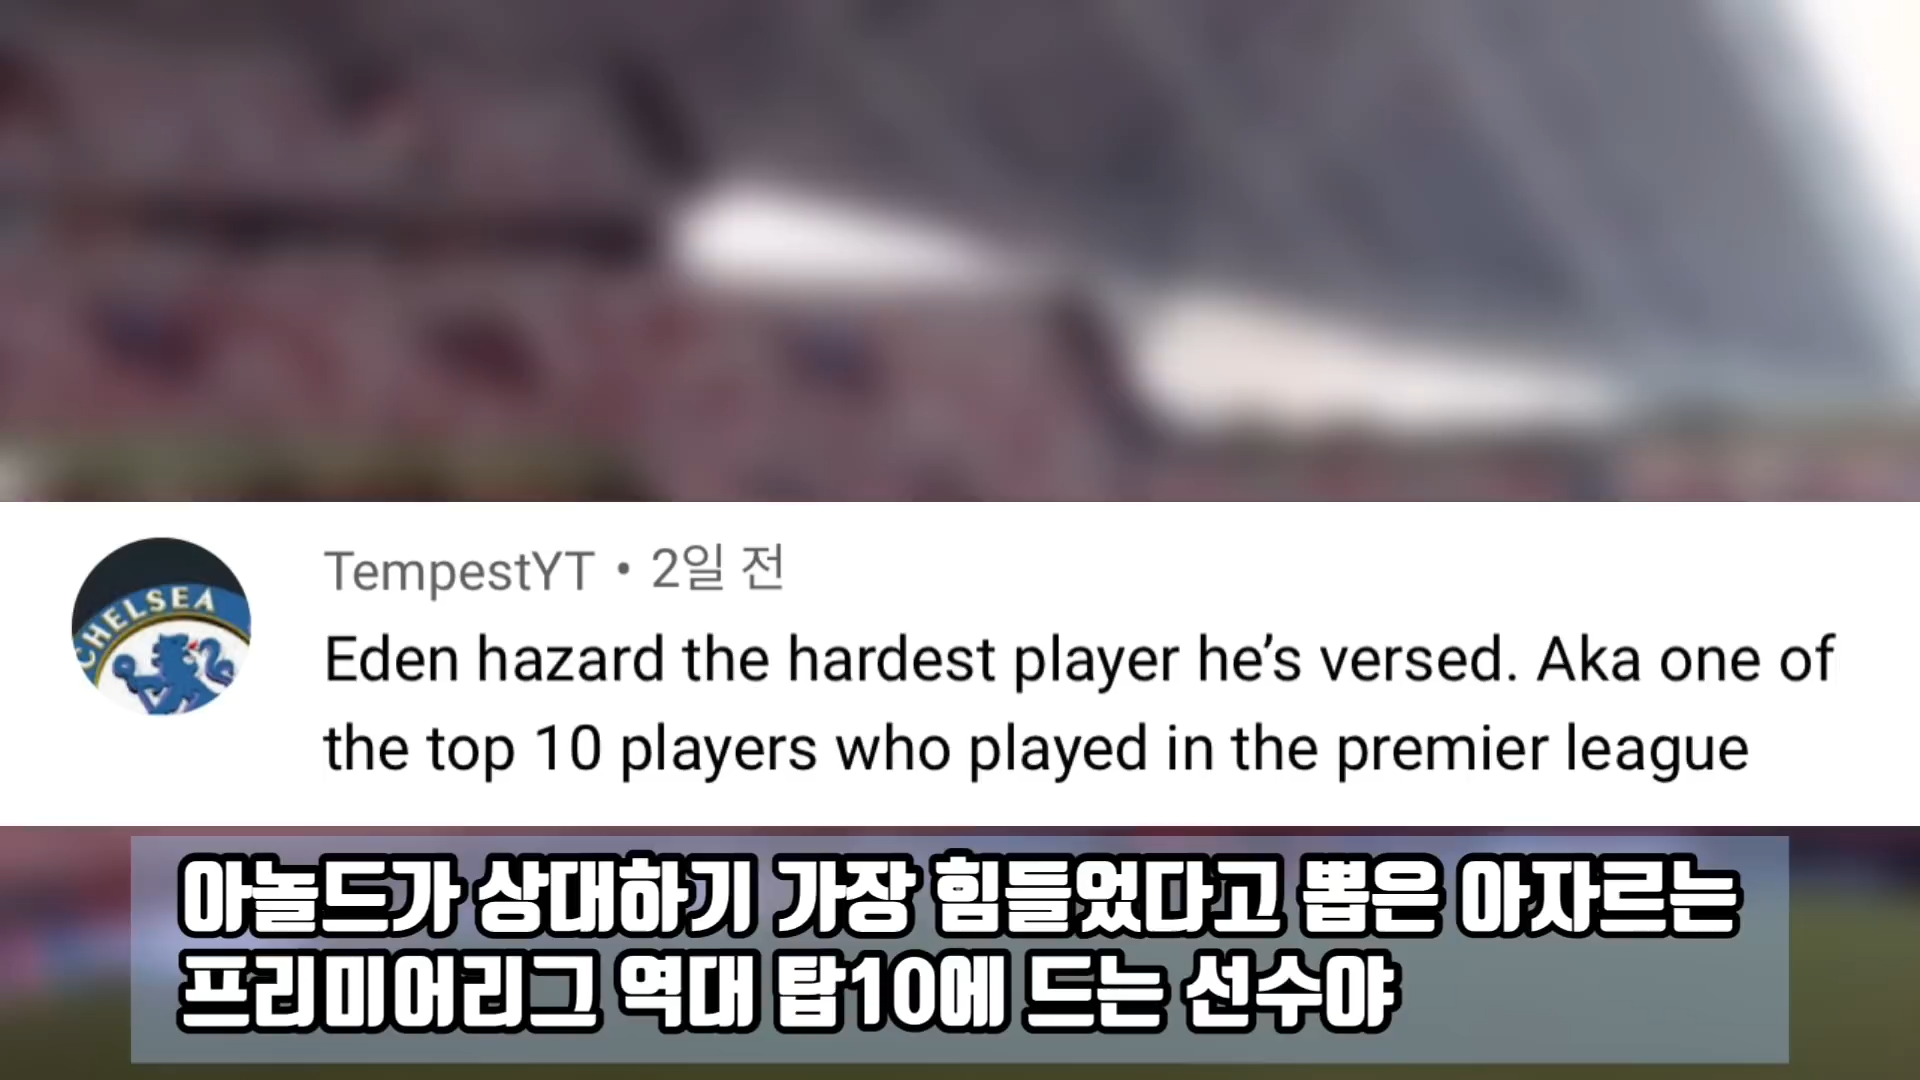 CHELSEA
TempestYT • 2일 전
Eden hazard the hardest player he’s versed. Aka one of
the top 10 players who played in the premier league
아놀드가 상대하기 가장 힘들었다고 뽑은 아자르는
프리미어리그 역대 탑10에 드는 선수야